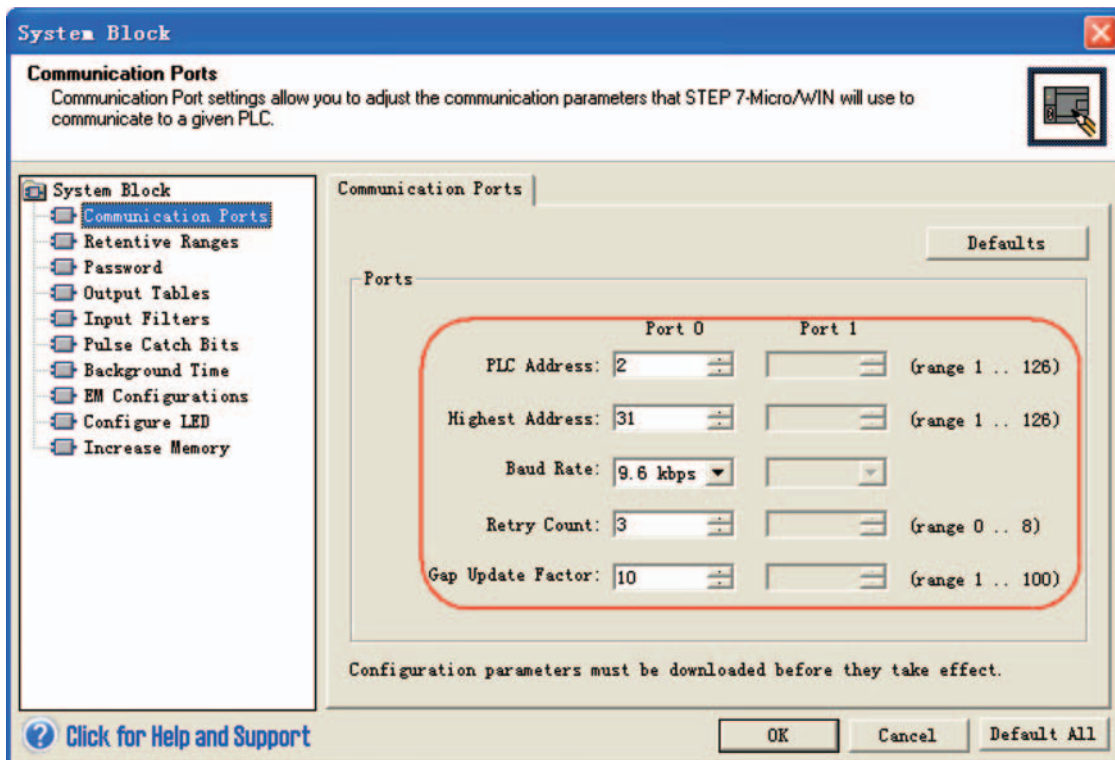 System Block
Communication Ports
Communication Port settings allow you to adjust the communication parameters that STEP 7-Micro/WIN will use to
communicate to a given PLC.
System Block
Communication Ports
Retentive Ranges
Password
Output Tables
Input Filters
Pulse Catch Bits
Background Time
EM Configurations
Configure LED
Increase Memory
Communication Ports
Defaults
Ports
Port 0 Port 1
PLC Address: 2 (range 1 .. 126)
Highest Address: 31 (range 1 .. 126)
Baud Rate: 9.6 kbps
Retry Count: 3 (range 0 .. 8)
Gap Update Factor: 10 (range 1 .. 100)
Configuration parameters must be downloaded before they take effect.
Click for Help and Support
OK Cancel Default All